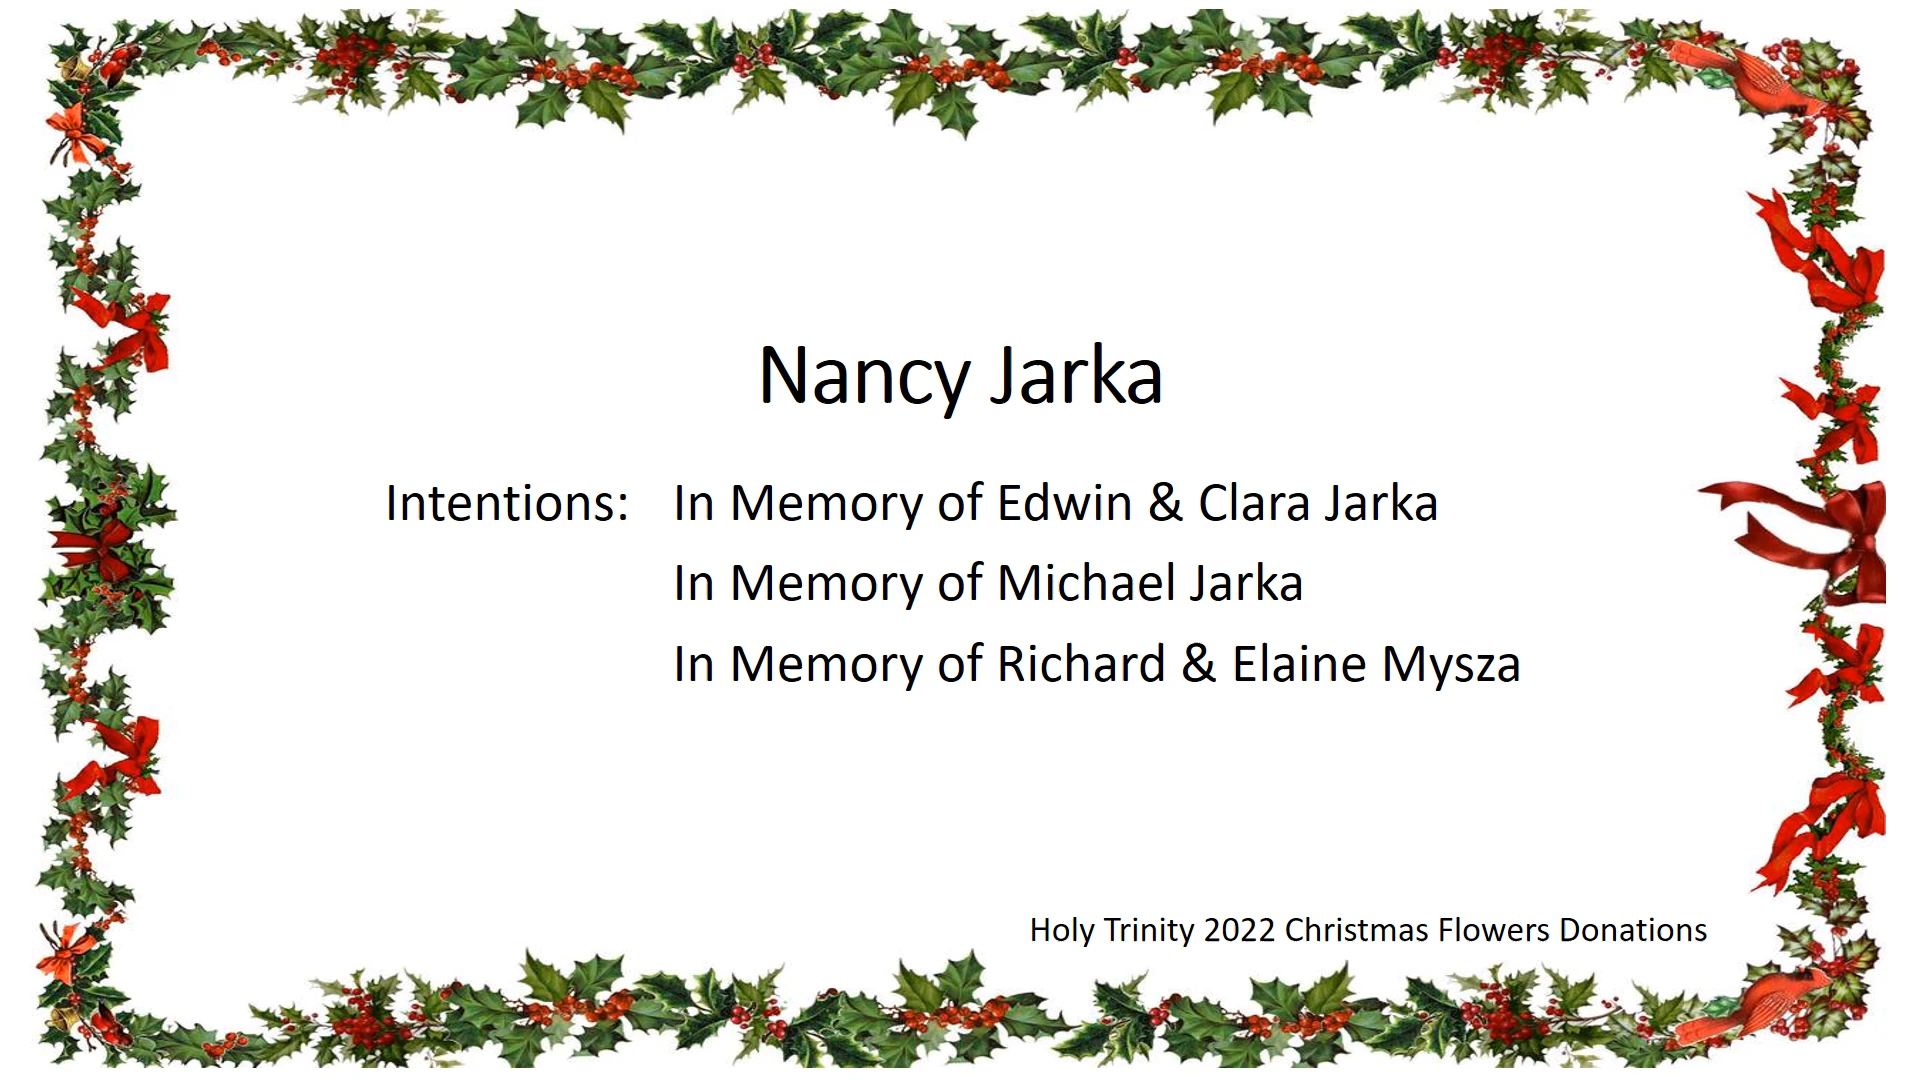 Nancy Jarka
Intentions: In Memory of Edwin & Clara Jarka
In Memory of Michael Jarka
In Memory of Richard & Elaine Mysza
Holy Trinity 2022 Christmas Flowers Donations